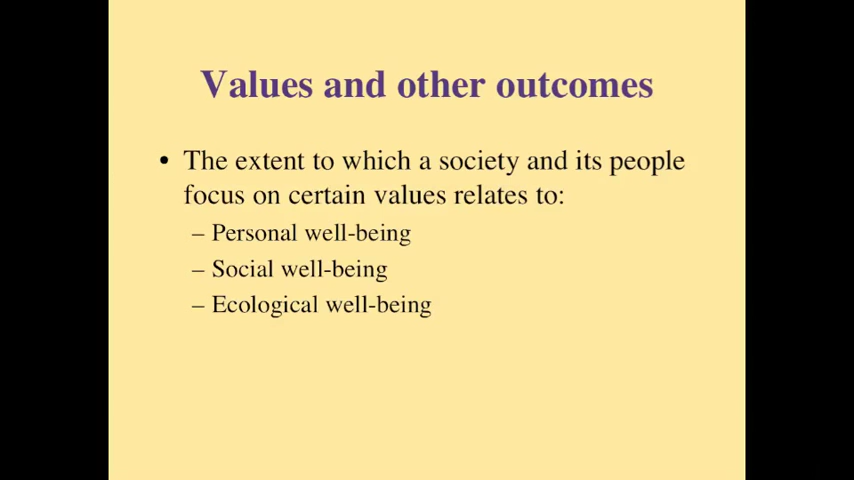 Values and other outcomes
• The extent to which a society and its people
focus on certain values relates to:
– Personal well-being
– Social well-being
– Ecological well-being